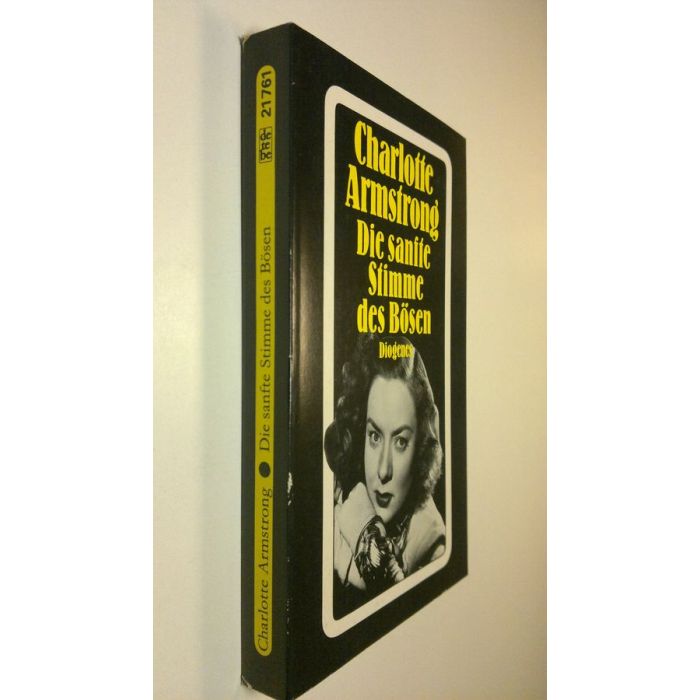 Charlotte
Armstrong
Die sanfte
Stimme
des Bösen
Diogenes
Charlotte Armstrong ● Die sanfte Stimme des Bösen
21761